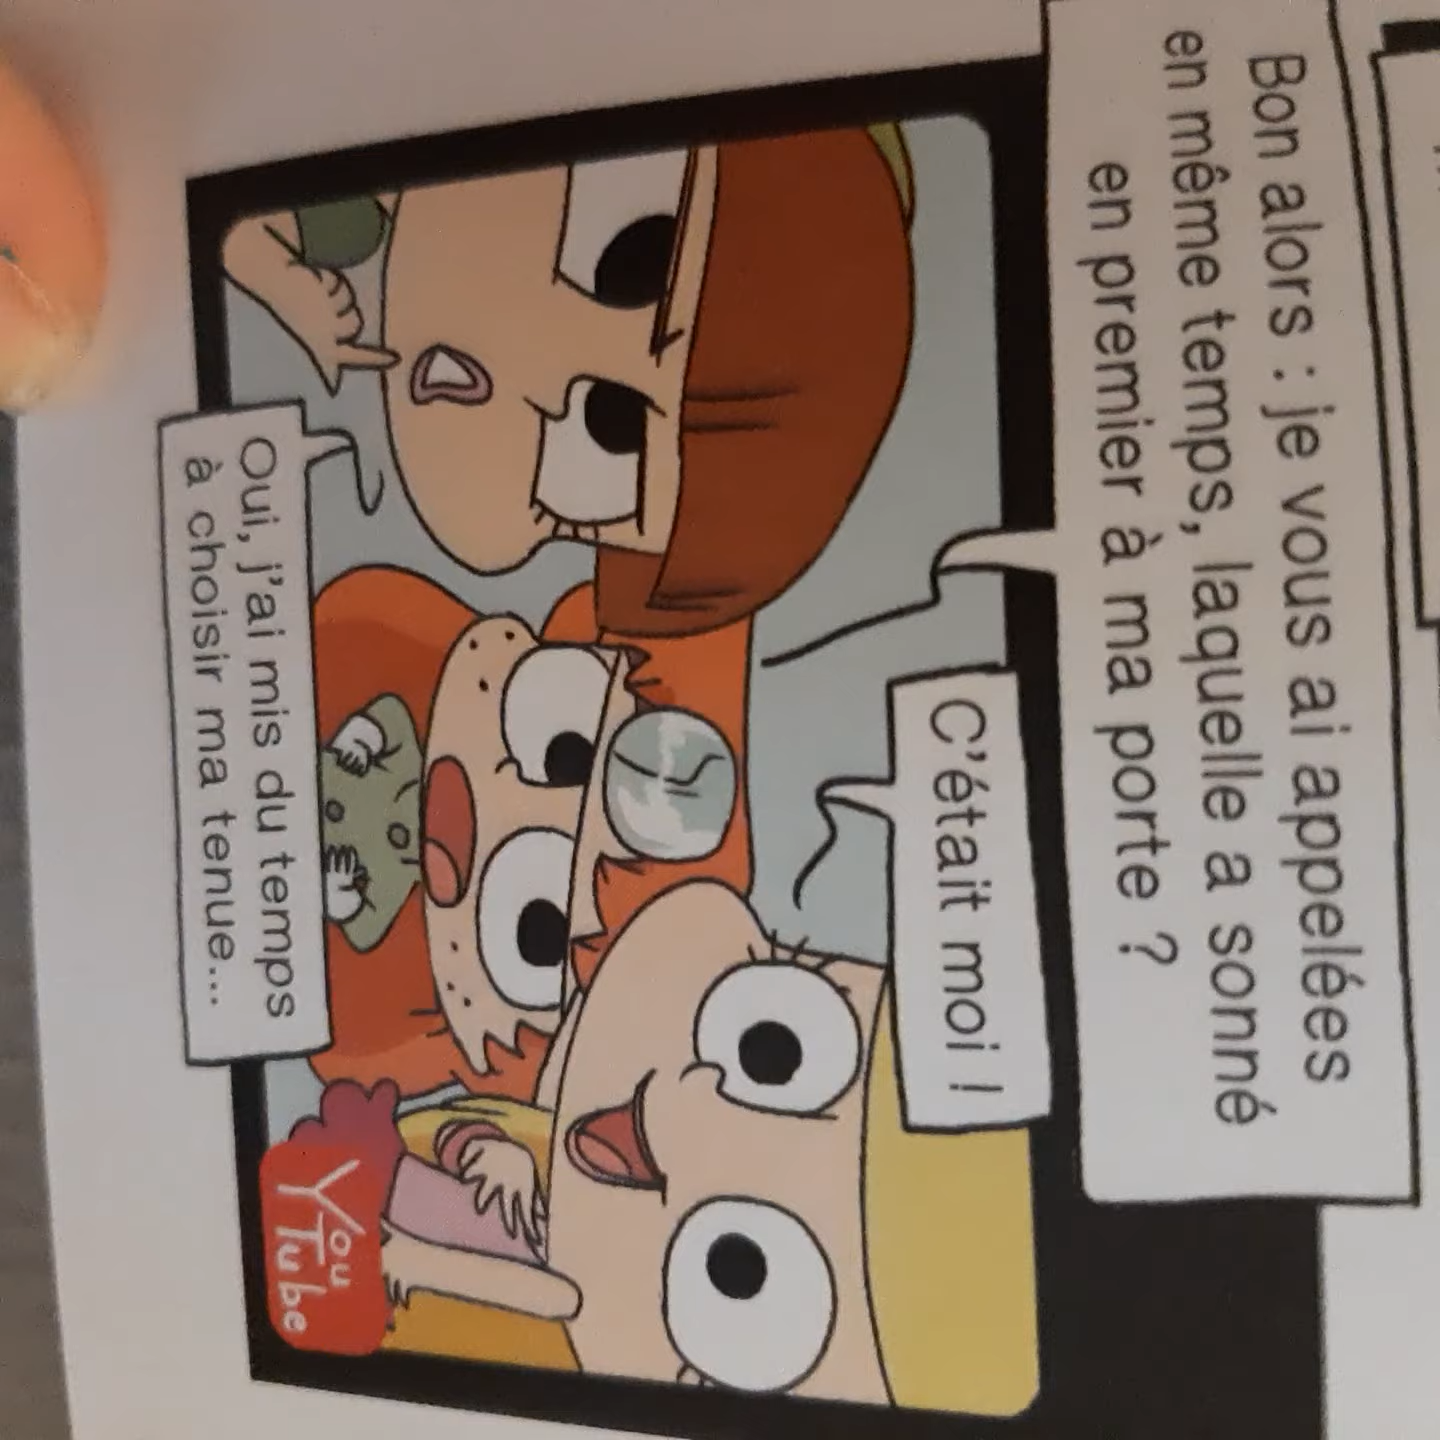 Bon alors : je vous ai appelées
en même temps, laquelle a sonné
en premier à ma porte ?
C'était moi !
Oui, j'ai mis du temps
à choisir ma tenue...
You
Tube